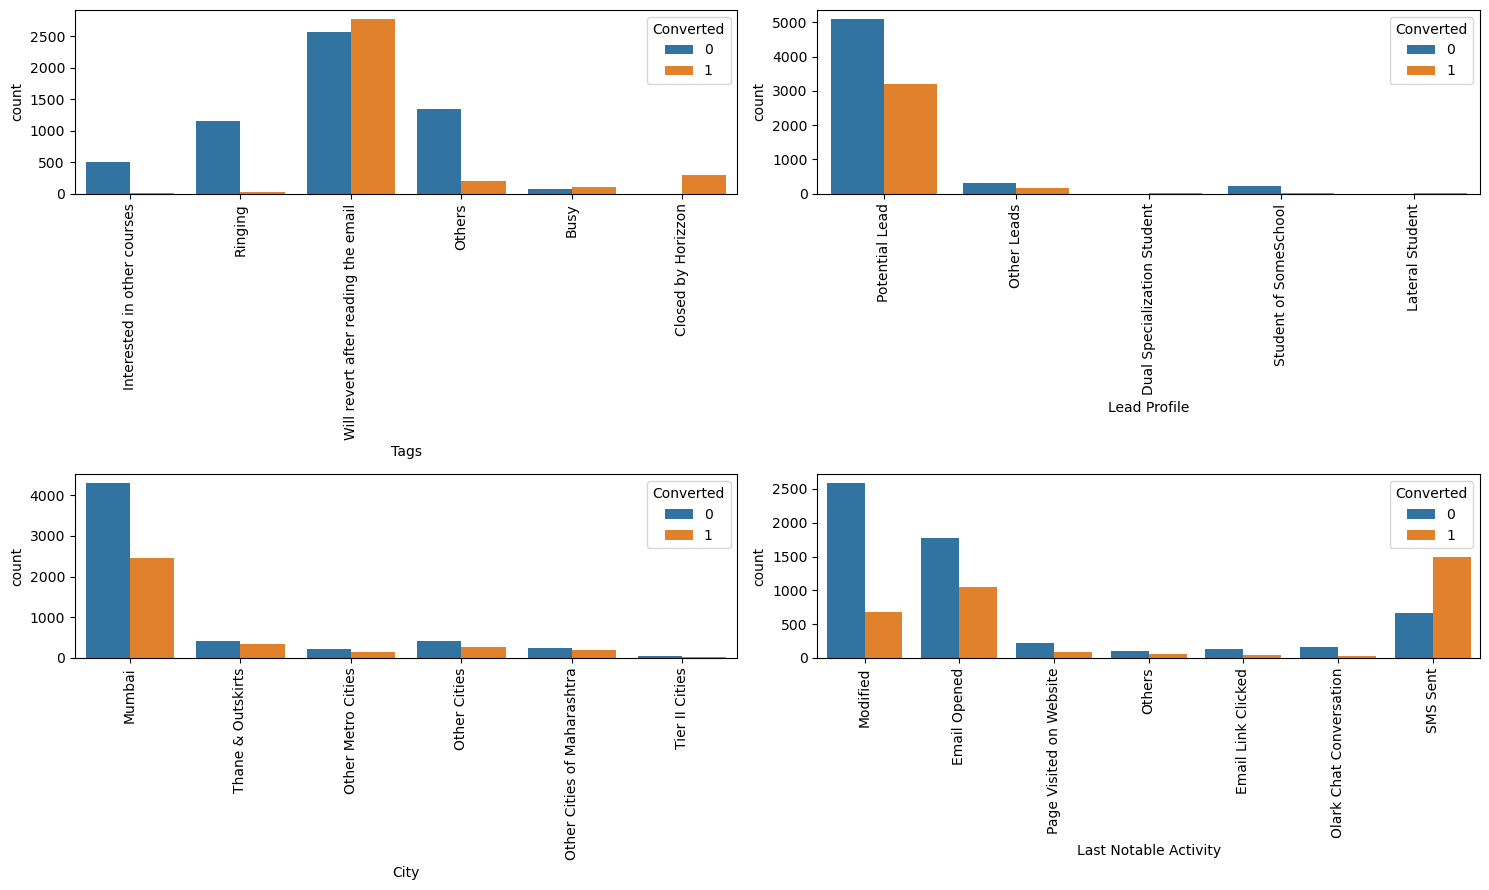 count
2500
2000
1500
1000
500
0
Converted
0
1
Interested in other courses
Ringing
Will revert after reading the email
Others
Busy
Closed by Horizzon
Tags
count
5000
4000
3000
2000
1000
0
Converted
0
1
Potential Lead
Other Leads
Dual Specialization Student
Student of SomeSchool
Lateral Student
Lead Profile
count
4000
3000
2000
1000
0
Converted
0
1
Mumbai
Thane & Outskirts
Other Metro Cities
Other Cities
Other Cities of Maharashtra
Tier II Cities
City
count
2500
2000
1500
1000
500
0
Converted
0
1
Modified
Email Opened
Page Visited on Website
Others
Email Link Clicked
Olark Chat Conversation
SMS Sent
Last Notable Activity